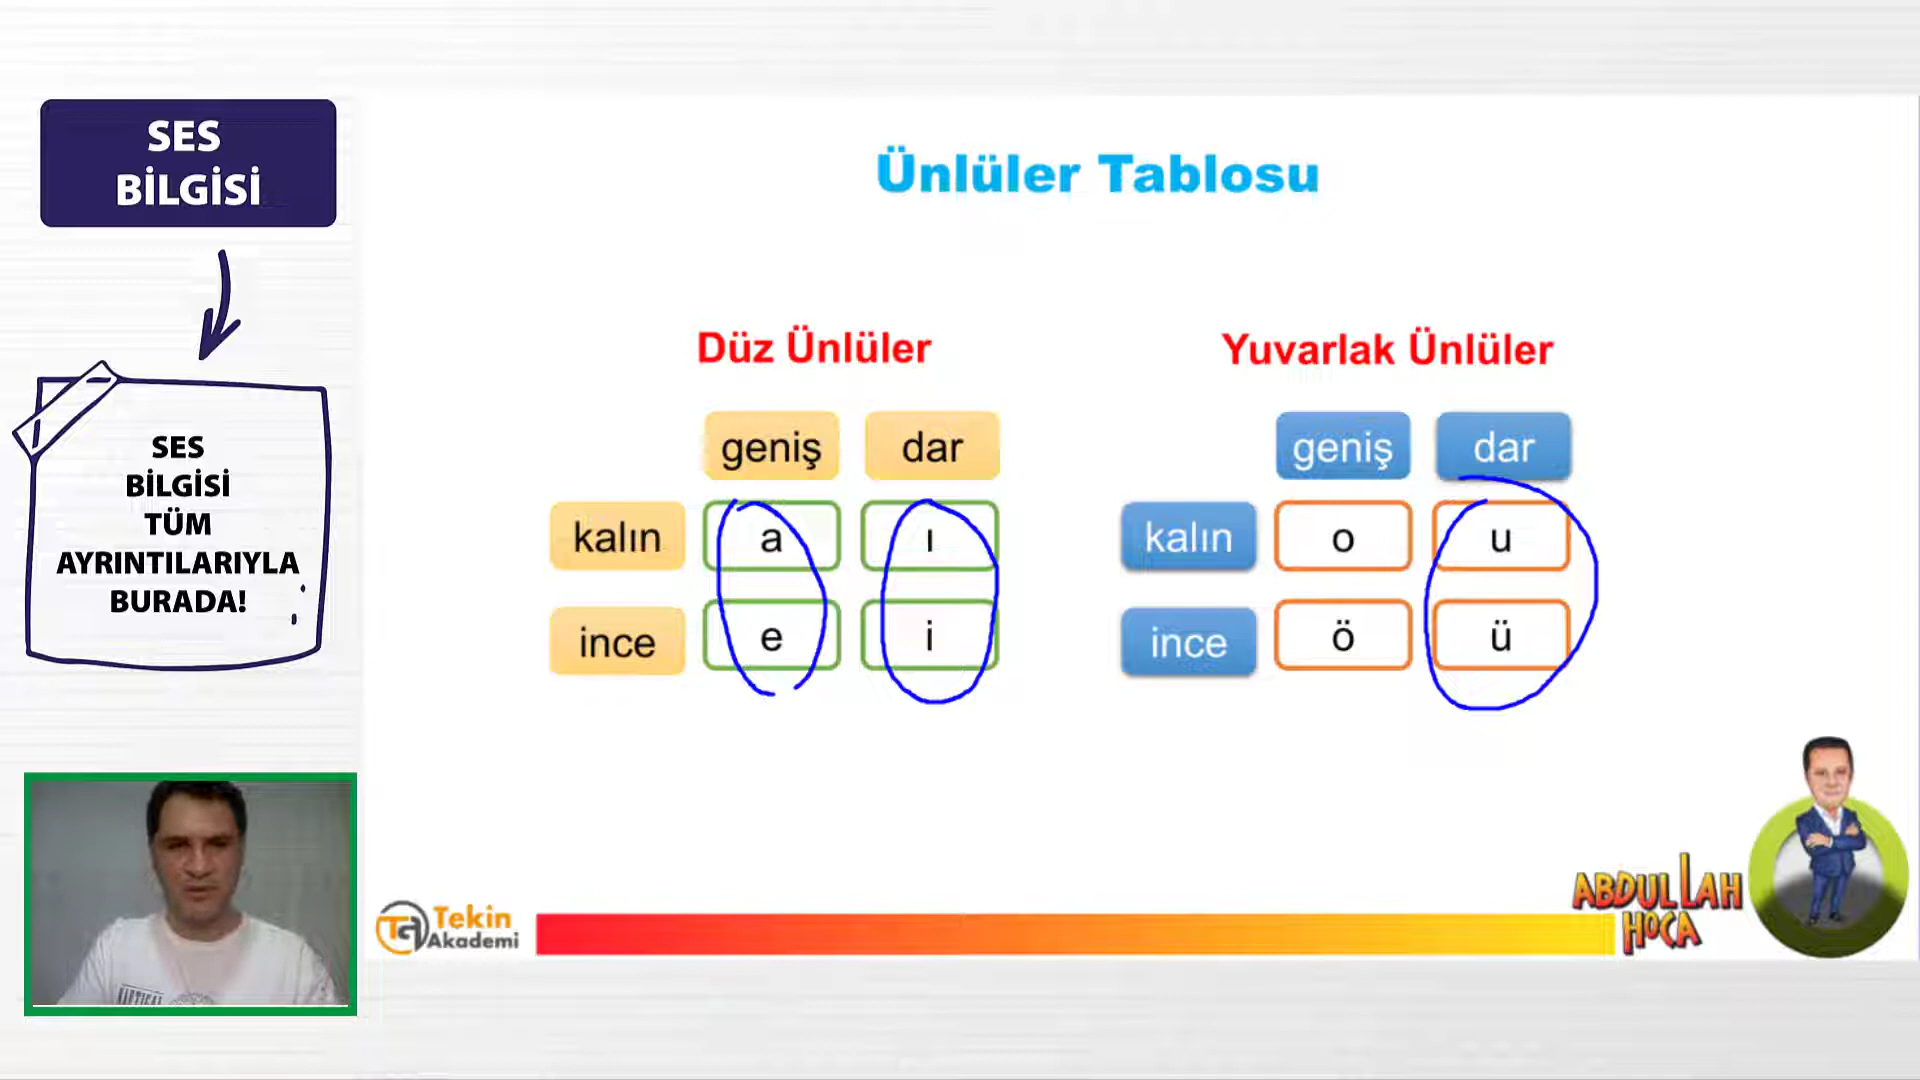 SES
BİLGİSİ
SES
BİLGİSİ
TÜM
AYRINTILARIYLA
BURADA!
Ünlüler Tablosu
Düz Ünlüler
geniş dar
kalın a ı
ince e i
Yuvarlak Ünlüler
geniş dar
kalın o u
ince ö ü
Tekin
Akademi
ABDULLAH
HOCA